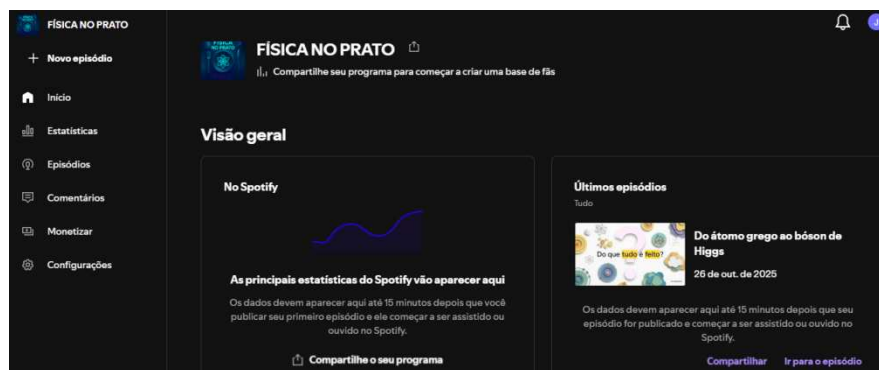 FÍSICA NO PRATO
Novo episódio
Início
Estatísticas
Episódios
Comentários
Monetizar
Configurações
FÍSICA NO PRATO
Compartilhe seu programa para começar a criar uma base de fãs
J
Visão geral
No Spotify
As principais estatísticas do Spotify vão aparecer aqui
Os dados devem aparecer aqui até 15 minutos depois que você
publicar seu primeiro episódio e ele começar a ser assistido ou
ouvido no Spotify.
Compartilhe o seu programa
Últimos episódios
Tudo
Do que tudo é feito?
Do átomo grego ao bóson de
Higgs
26 de out. de 2025
Os dados devem aparecer aqui até 15 minutos depois que seu
episódio for publicado e começar a ser assistido ou ouvido no
Spotify.
Compartilhar Ir para o episódio